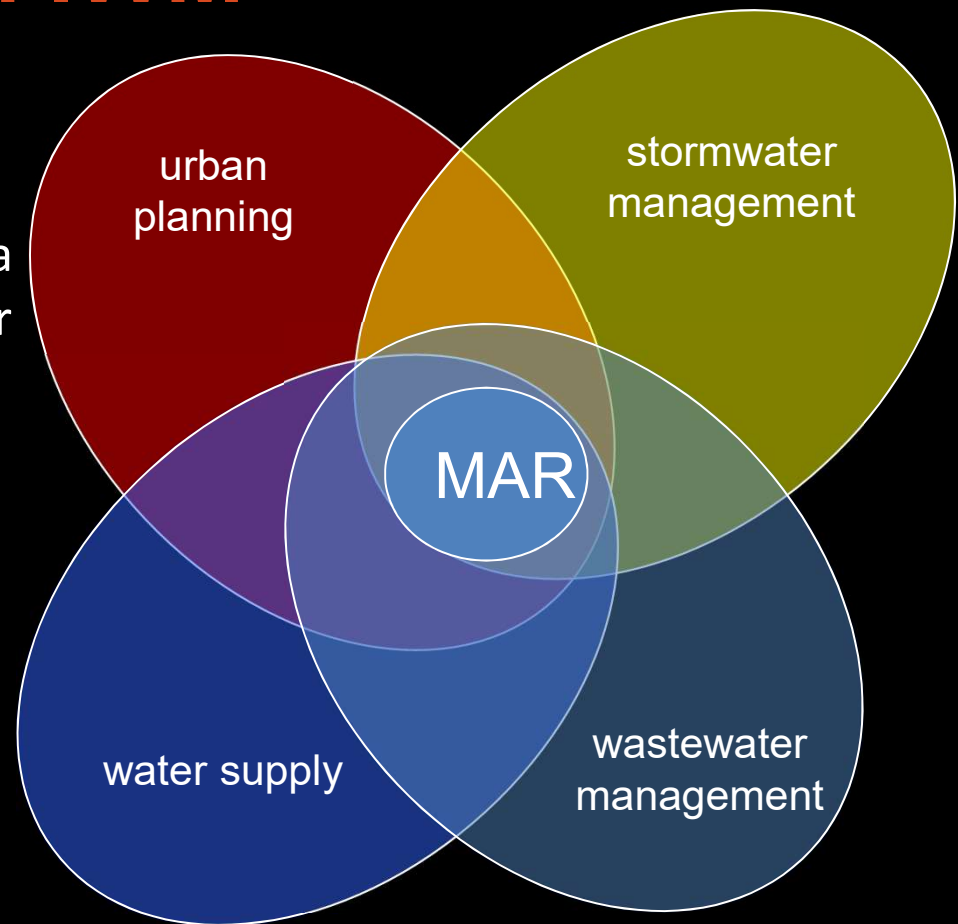 urban
planning
stormwater
management
a
r
MAR
water supply
wastewater
management